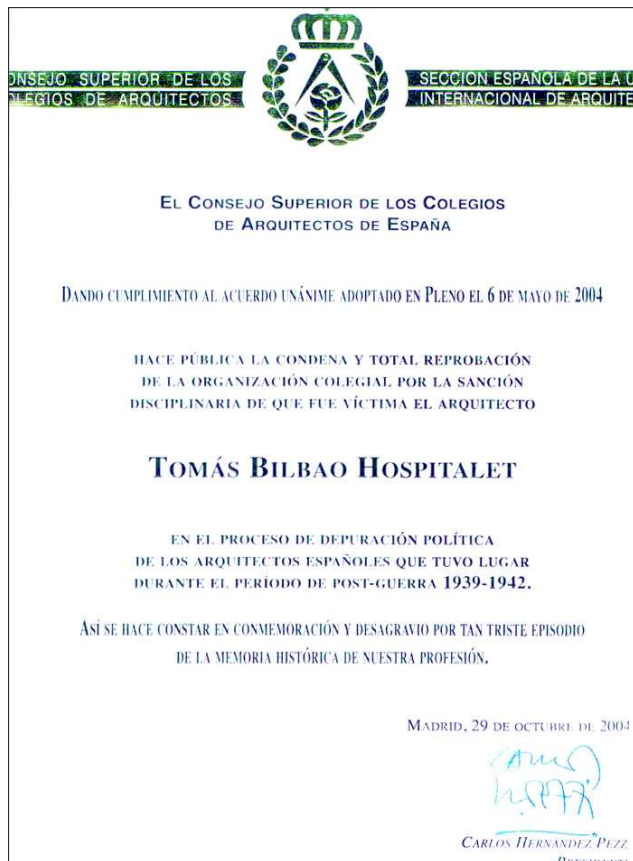 ONSEJO SUPERIOR DE LOS
OLEGIOS DE ARQUITECTOS
SECCION ESPAÑOLA DE LA U
INTERNACIONAL DE ARQUITE
EL CONSEJO SUPERIOR DE LOS COLEGIOS
DE ARQUITECTOS DE ESPAÑA
DANDO CUMPLIMIENTO AL ACUERDO UNÁNIME ADOPTADO EN PLENO EL 6 DE MAYO DE 2004
HACE PÚBLICA LA CONDENA Y TOTAL REPROBACIÓN
DE LA ORGANIZACIÓN COLEGIAL POR LA SANCIÓN
DISCIPLINARIA DE QUE FUE VÍCTIMA EL ARQUITECTO
TOMÁS BILBAO HOSPITALET
EN EL PROCESO DE DEPURACIÓN POLÍTICA
DE LOS ARQUITECTOS ESPAÑOLES QUE TUVO LUGAR
DURANTE EL PERÍODO DE POST-GUERRA 1939-1942.
ASÍ SE HACE CONSTAR EN CONMEMORACIÓN Y DESAGRAVIO POR TAN TRISTE EPISODIO
DE LA MEMORIA HISTÓRICA DE NUESTRA PROFESIÓN.
MADRID, 29 DE OCTUBRE DE 2004
CARLOS HERNÁNDEZ PEZZ
PRESIDENTE